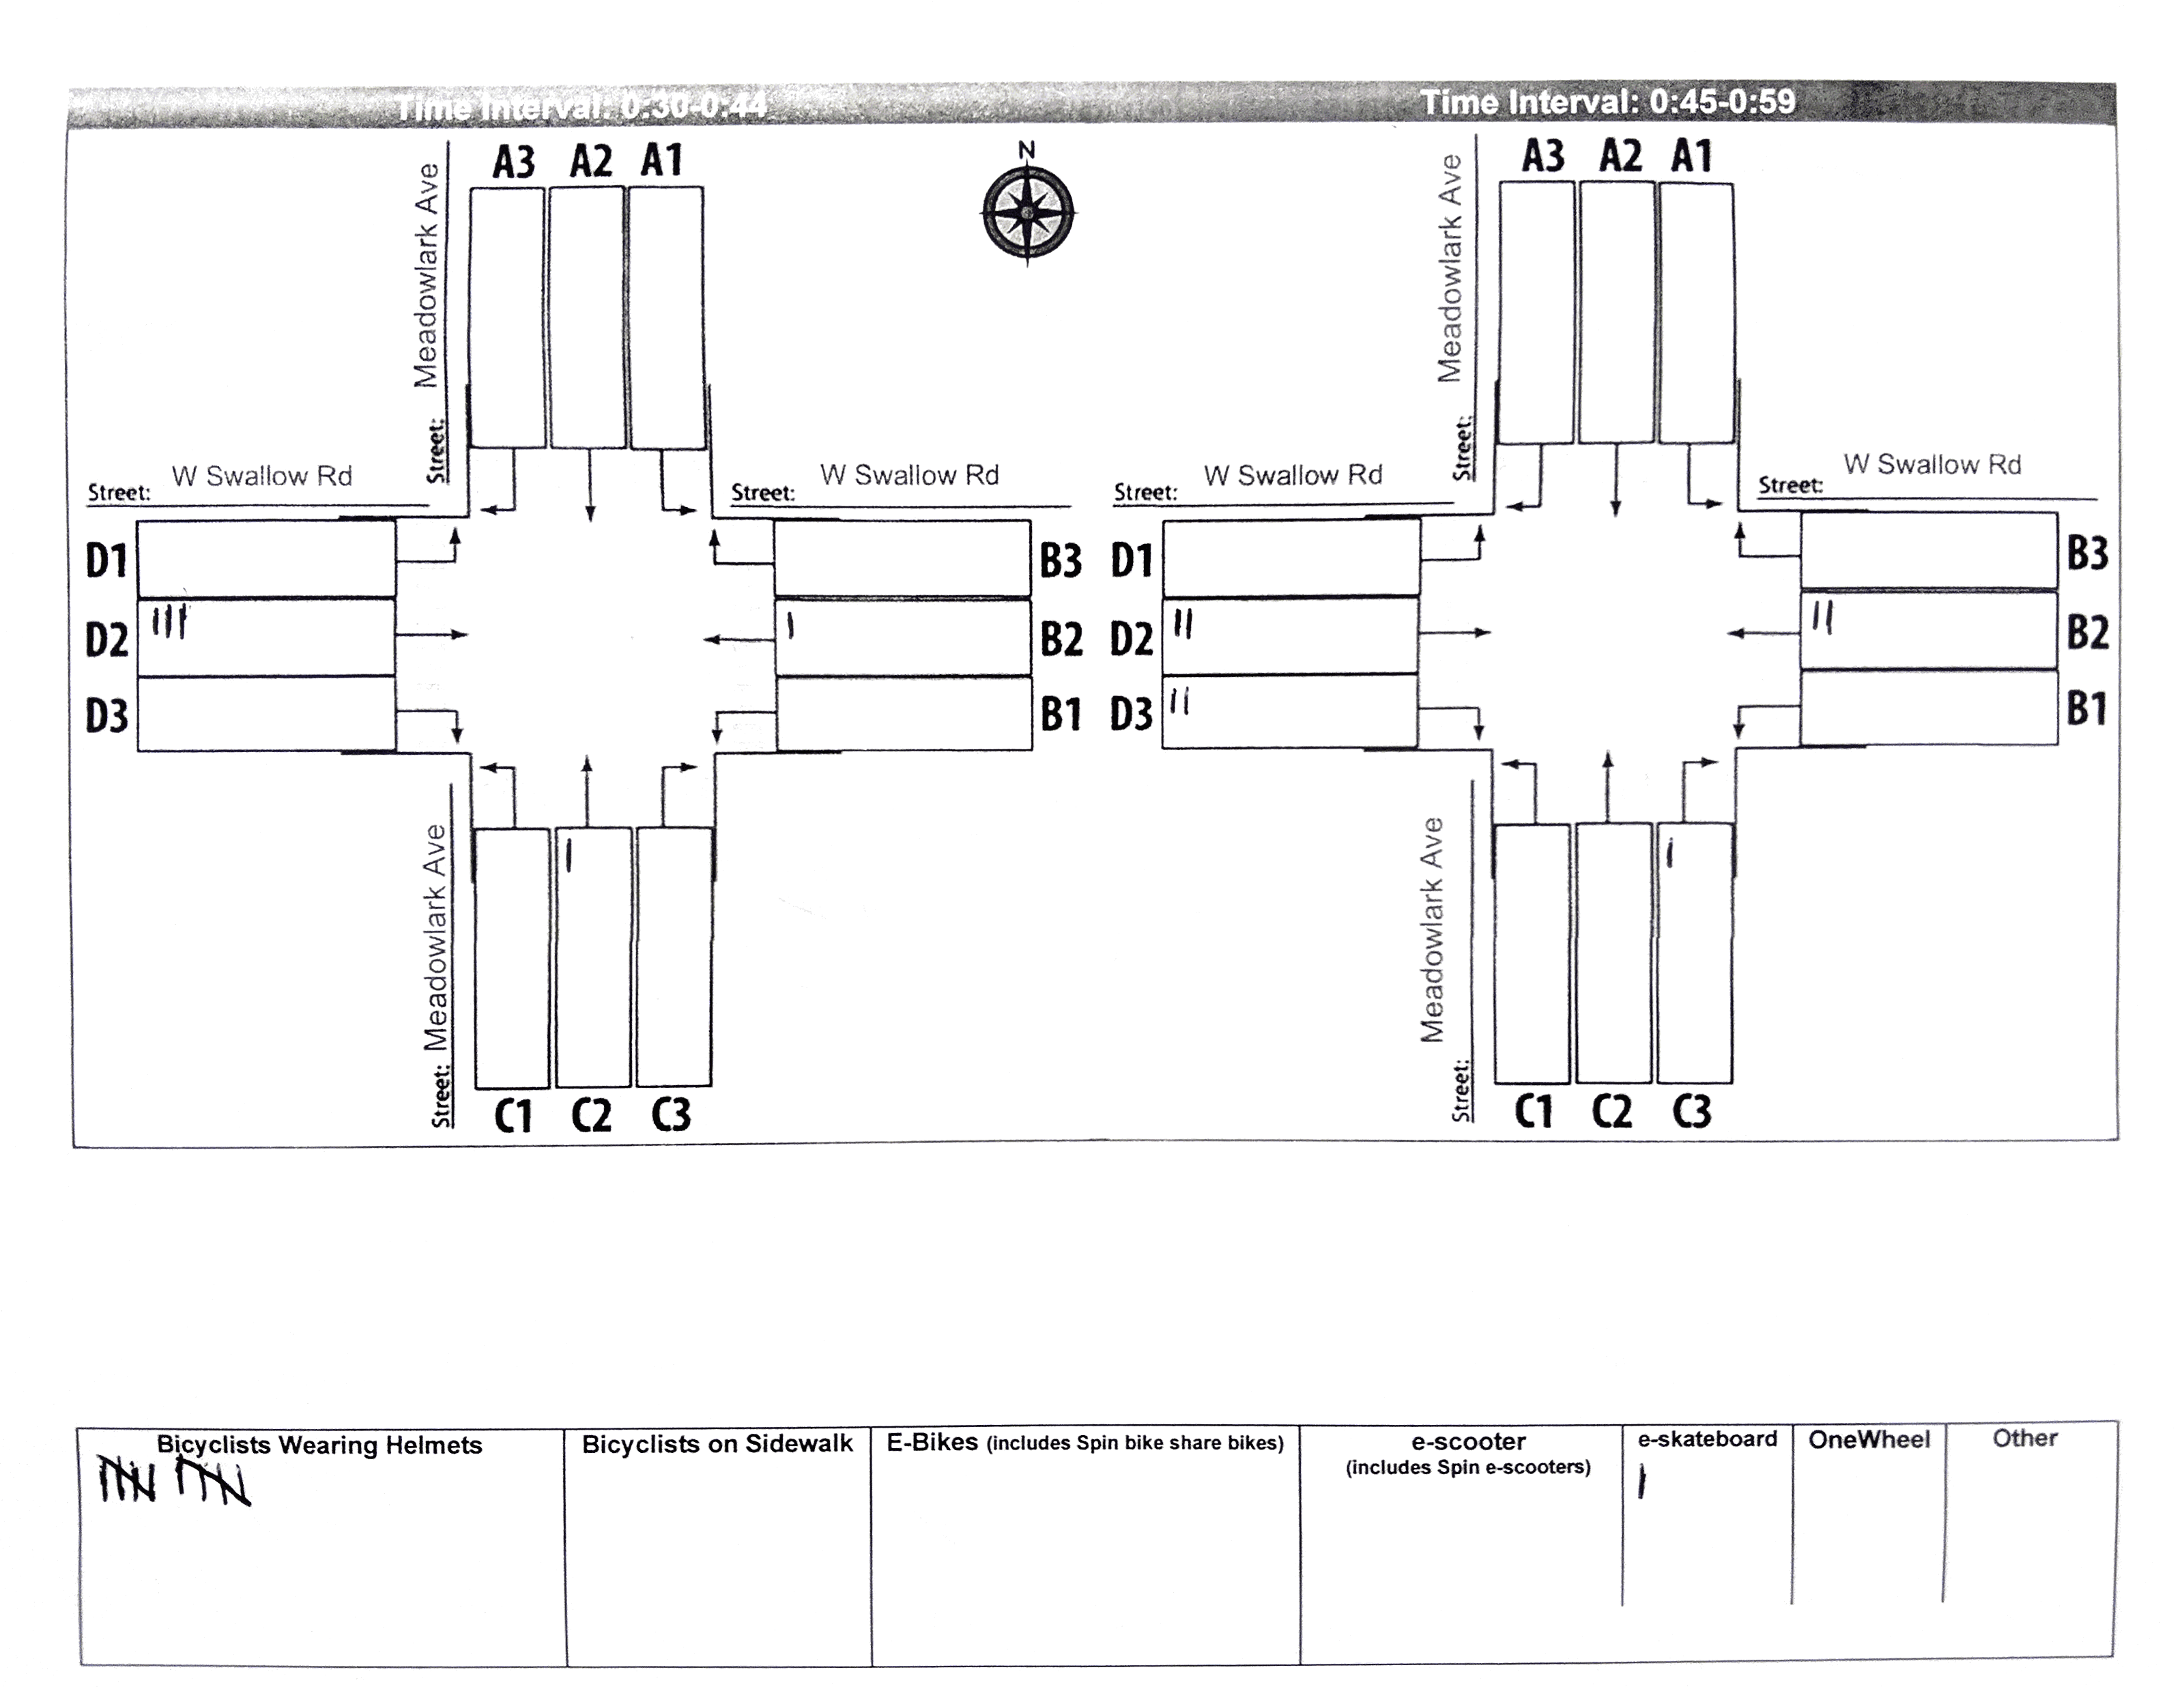 Time Interval: 0:30-0:44
Time Interval: 0:45-0:59
A3 A2 A1
N
A3 A2 A1
Meadowlark Ave
Street:
Meadowlark Ave
Street:
W Swallow Rd
Street:
W Swallow Rd
Street:
W Swallow Rd
Street:
W Swallow Rd
Street:
D1
B3
D1
B3
D2 III
I B2
D2 II
II B2
D3
B1
D3 II
B1
I
I
Meadowlark Ave
Street:
Meadowlark Ave
Street:
C1 C2 C3
C1 C2 C3
Bicyclists Wearing Helmets
Bicyclists on Sidewalk
E-Bikes (includes Spin bike share bikes)
e-scooter
(includes Spin e-scooters)
e-skateboard
I
OneWheel
Other